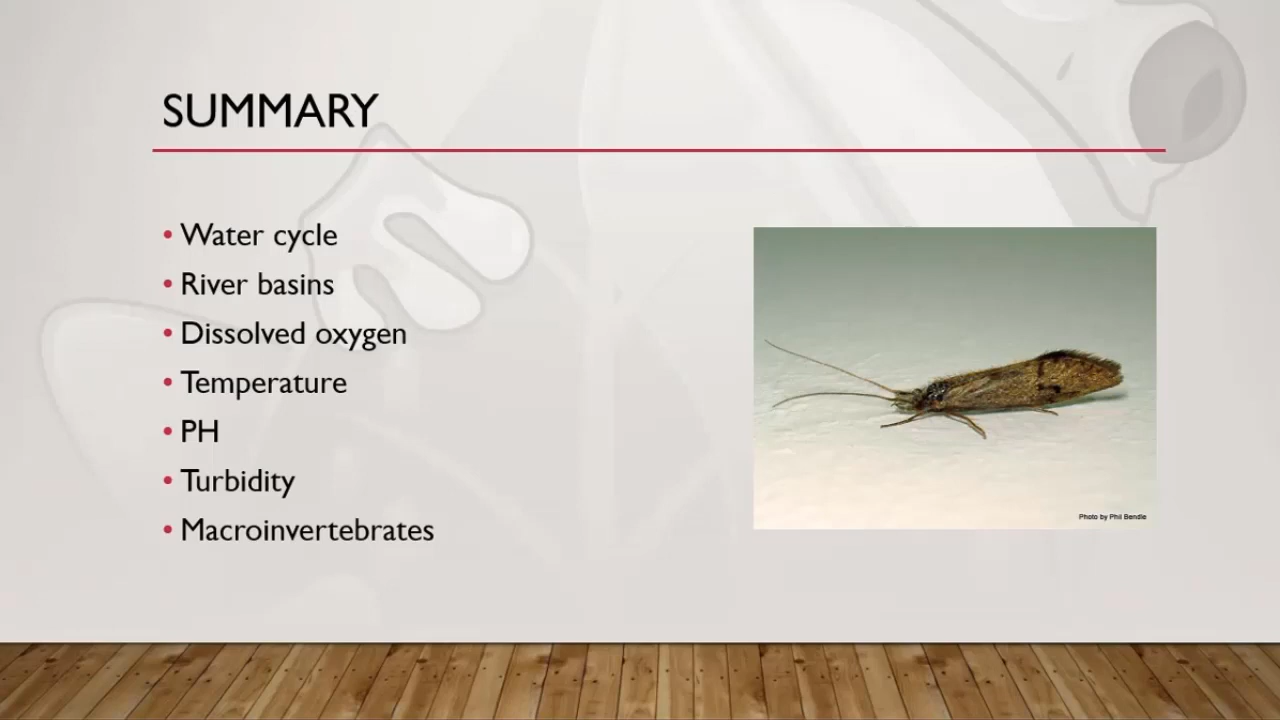 SUMMARY
• Water cycle
• River basins
• Dissolved oxygen
• Temperature
• PH
• Turbidity
• Macroinvertebrates
Photo by Phil Bendle